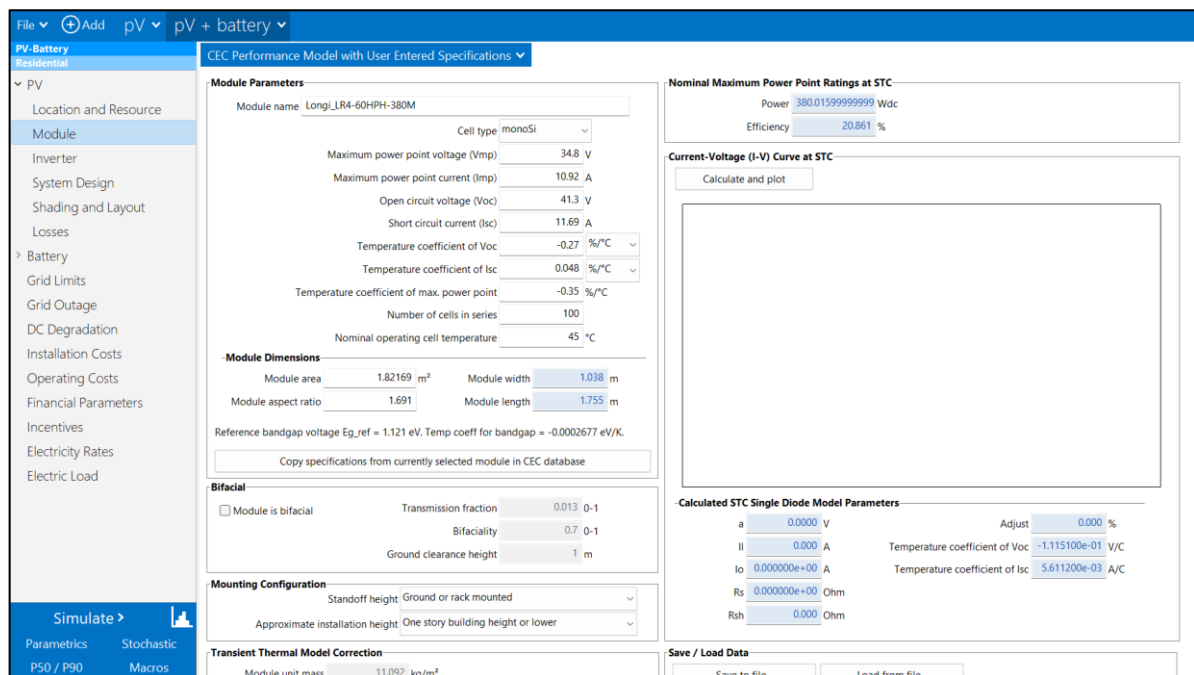 File Add pV pV + battery
PV-Battery
Residential
PV
Location and Resource
Module
Inverter
System Design
Shading and Layout
Losses
Battery
Grid Limits
Grid Outage
DC Degradation
Installation Costs
Operating Costs
Financial Parameters
Incentives
Electricity Rates
Electric Load
Simulate >
Parametrics Stochastic
P50 / P90 Macros
CEC Performance Model with User Entered Specifications
Module Parameters
Module name Longi_LR4-60HPH-380M
Cell type monoSi
Maximum power point voltage (Vmp) 34.8 V
Maximum power point current (Imp) 10.92 A
Open circuit voltage (Voc) 41.3 V
Short circuit current (Isc) 11.69 A
Temperature coefficient of Voc -0.27 %/°C
Temperature coefficient of Isc 0.048 %/°C
Temperature coefficient of max. power point -0.35 %/°C
Number of cells in series 100
Nominal operating cell temperature 45 °C
Module Dimensions
Module area 1.82169 m² Module width 1.038 m
Module aspect ratio 1.691 Module length 1.755 m
Reference bandgap voltage Eg_ref = 1.121 eV. Temp coeff for bandgap = -0.0002677 eV/K.
Copy specifications from currently selected module in CEC database
Bifacial
Module is bifacial Transmission fraction 0.013 0-1
Bifaciality 0.7 0-1
Ground clearance height 1 m
Mounting Configuration
Standoff height Ground or rack mounted
Approximate installation height One story building height or lower
Transient Thermal Model Correction
Module unit mass 11.092 kg/m²
Nominal Maximum Power Point Ratings at STC
Power 380.01599999999 Wdc
Efficiency 20.861 %
Current-Voltage (I-V) Curve at STC
Calculate and plot
Calculated STC Single Diode Model Parameters
a 0.0000 V Adjust 0.000 %
Il 0.000 A Temperature coefficient of Voc -1.115100e-01 V/C
Io 0.000000e+00 A Temperature coefficient of Isc 5.611200e-03 A/C
Rs 0.000000e+00 Ohm
Rsh 0.000 Ohm
Save / Load Data
Save to file Load from file